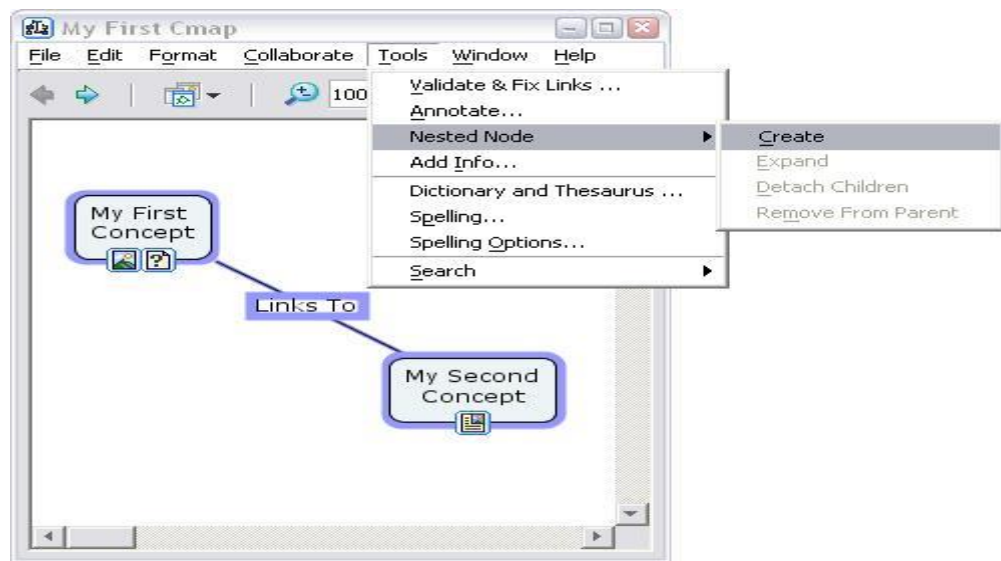 My First Cmap
File Edit Format Collaborate Tools Window Help
100
Validate & Fix Links ...
Annotate...
Nested Node
Add Info...
Dictionary and Thesaurus ...
Spelling...
Spelling Options...
Search
Create
Expand
Detach Children
Remove From Parent
My First
Concept
Links To
My Second
Concept